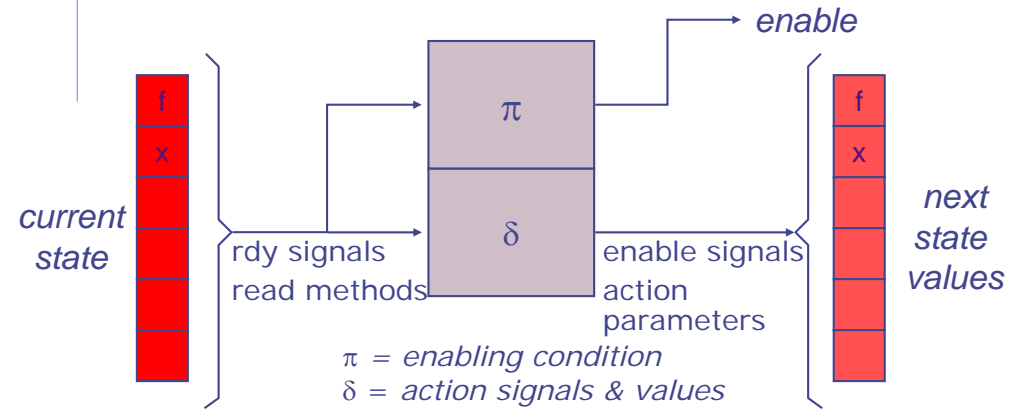 enable
f
x
π
f
x
current
state
δ
next
state
values
rdy signals
read methods
enable signals
action
parameters
π = enabling condition
δ = action signals & values